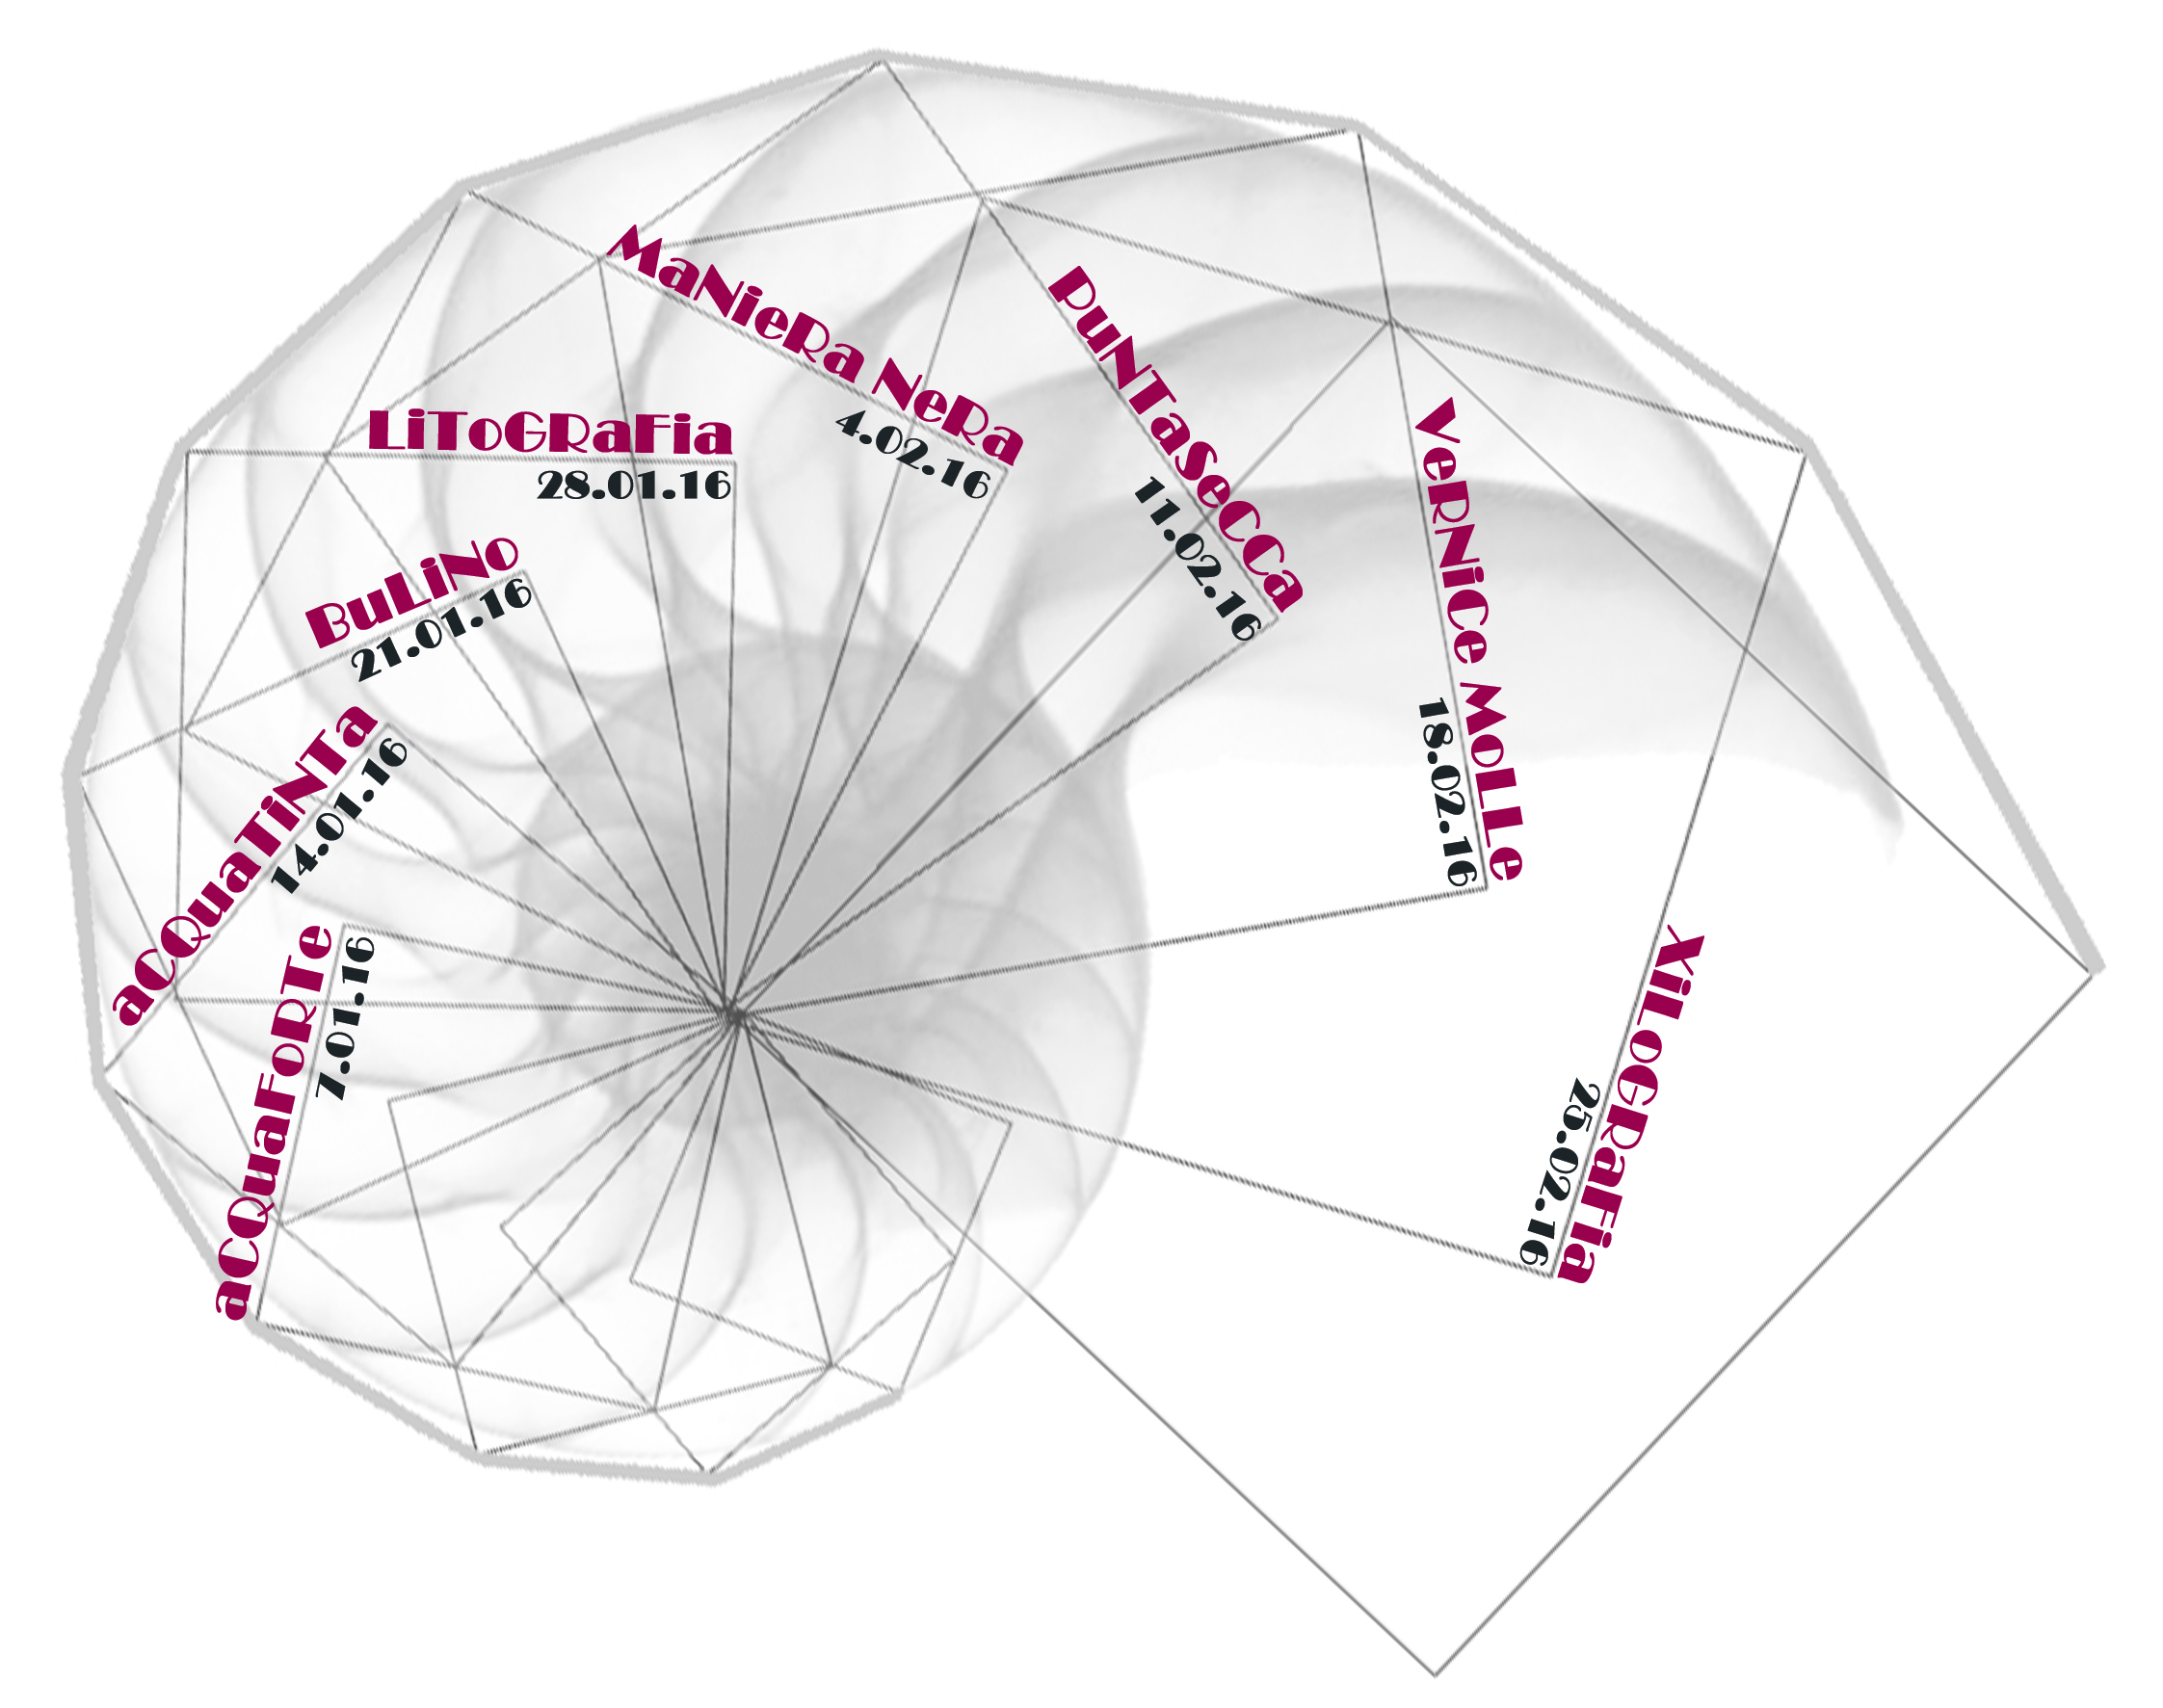 aCQuaFoRTe
7.01.16
aCQuaTiNTa
14.01.16
BuLiNO
21.01.16
LiToGRaFia
28.01.16
MaNieRa NeRa
4.02.16
PuNTaseCCa
11.02.16
VeRNiCe MoLLe
18.02.16
XiLoGRaFia
25.02.16